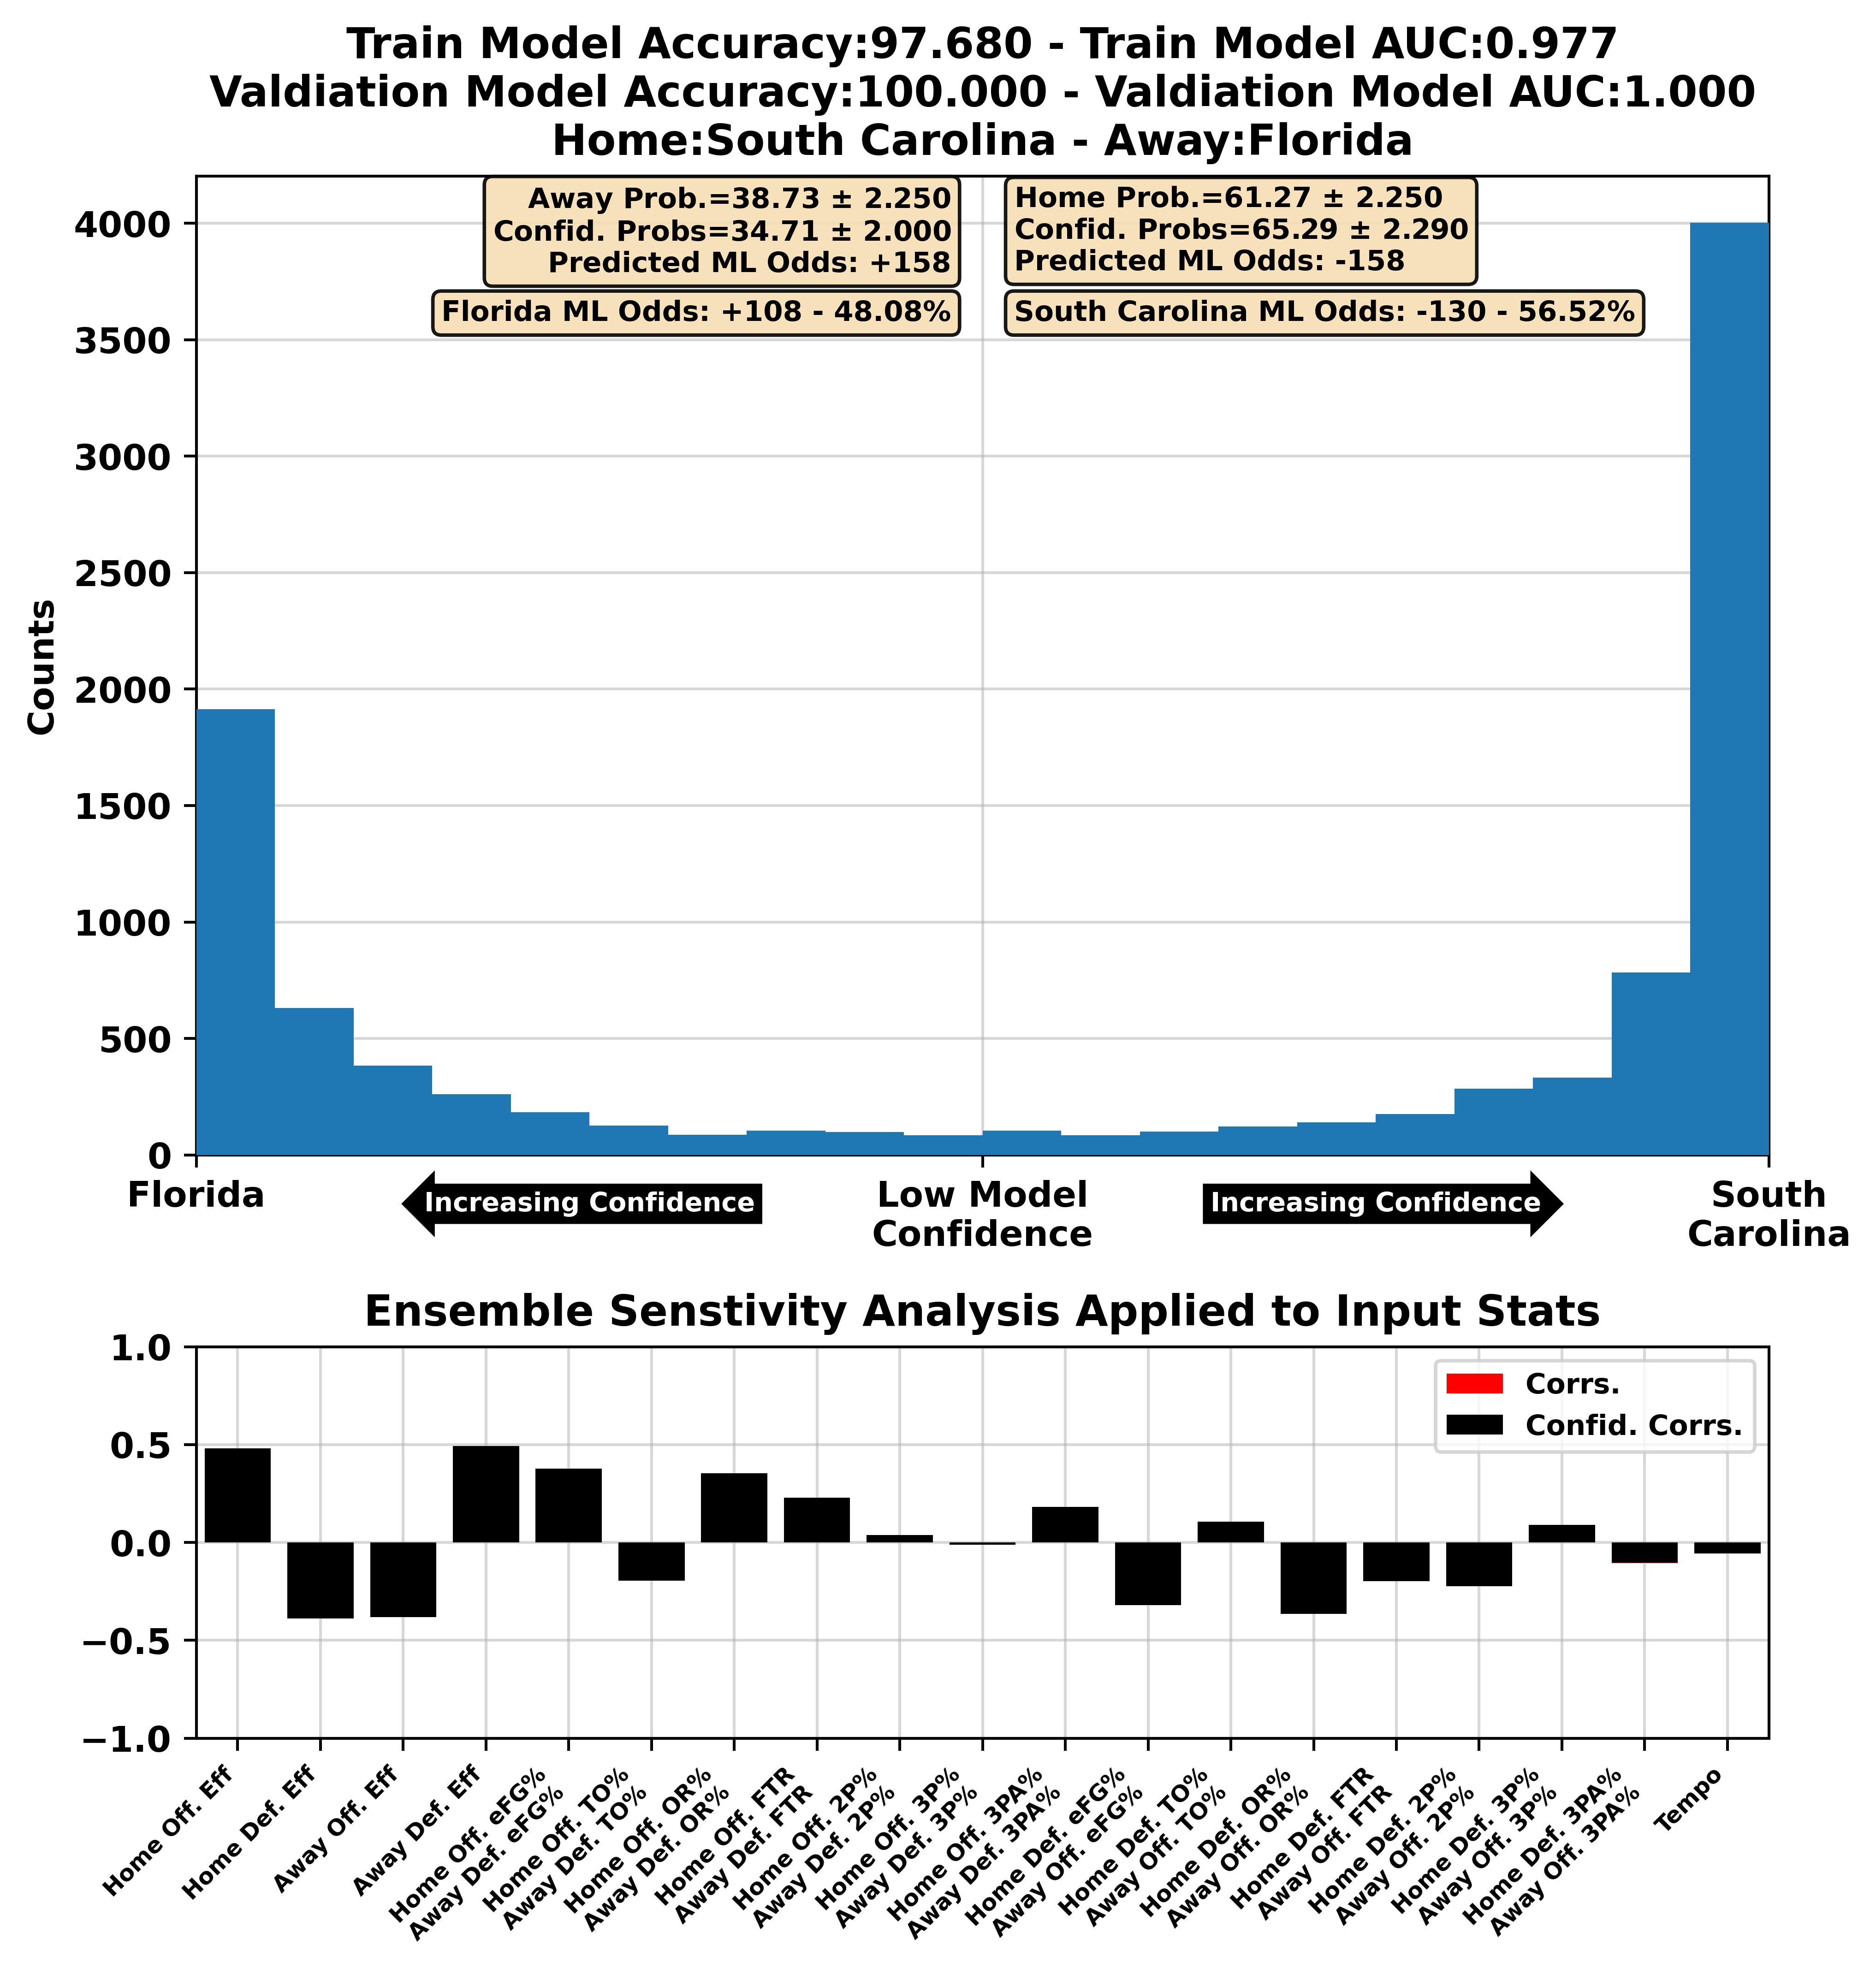 Train Model Accuracy:97.680 - Train Model AUC:0.977
Valdiation Model Accuracy:100.000 - Valdiation Model AUC:1.000
Home:South Carolina - Away:Florida
Away Prob.=38.73 ± 2.250
Confid. Probs=34.71 ± 2.000
Predicted ML Odds: +158
Florida ML Odds: +108 - 48.08%
Home Prob.=61.27 ± 2.250
Confid. Probs=65.29 ± 2.290
Predicted ML Odds: -158
South Carolina ML Odds: -130 - 56.52%
Counts
4000
3500
3000
2500
2000
1500
1000
500
0
Florida
Increasing Confidence
Low Model
Confidence
Increasing Confidence
South
Carolina
Ensemble Senstivity Analysis Applied to Input Stats
1.0
0.5
0.0
−0.5
−1.0
Corrs.
Confid. Corrs.
Home Off. Eff
Home Def. Eff
Away Off. Eff
Away Def. Eff
Home Off. eFG%
Away Def. eFG%
Home Off. TO%
Away Def. TO%
Home Off. OR%
Away Def. OR%
Home Off. FTR
Away Def. FTR
Home Off. 2P%
Away Def. 2P%
Home Off. 3P%
Away Def. 3P%
Home Off. 3PA%
Away Def. 3PA%
Home Def. eFG%
Away Off. eFG%
Home Def. TO%
Away Off. TO%
Home Def. OR%
Away Off. OR%
Home Def. FTR
Away Off. FTR
Home Def. 2P%
Away Off. 2P%
Home Def. 3P%
Away Off. 3P%
Home Def. 3PA%
Away Off. 3PA%
Tempo